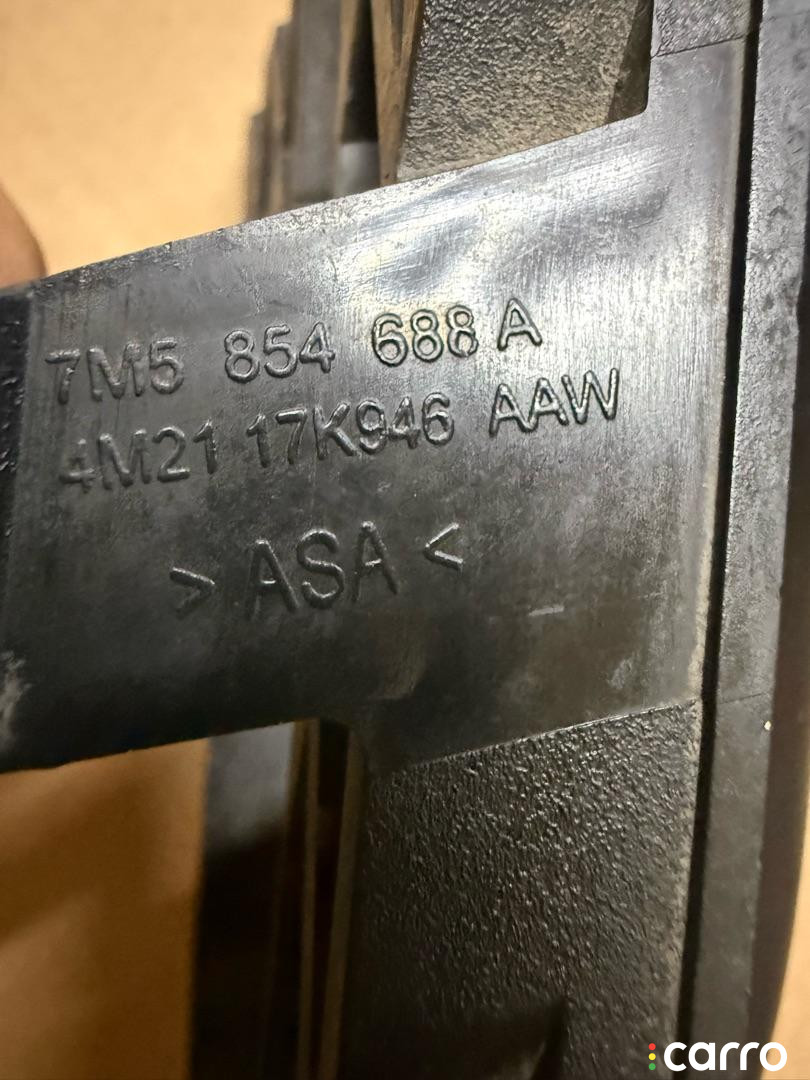 7M5 854 688 A
4M21 17K946 AAW
> ASA <
carro